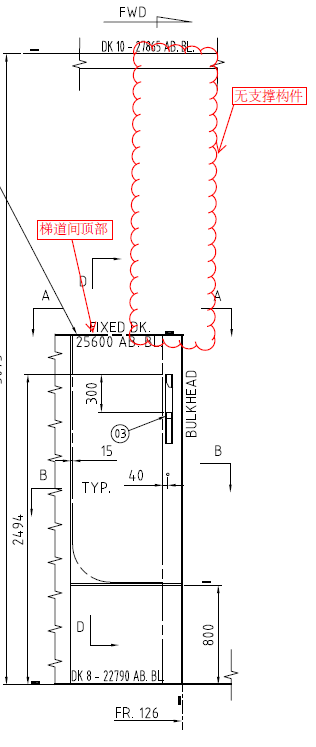 FWD
DK 10 - 27865 AB. BL.
无支撑构件
梯道间顶部
D
A
A
FIXED DK.
25600 AB. BL.
300
BULKHEAD
03
15
B
B
40
TYP.
2494
D
800
DK 8 - 22790 AB. BL.
FR. 126